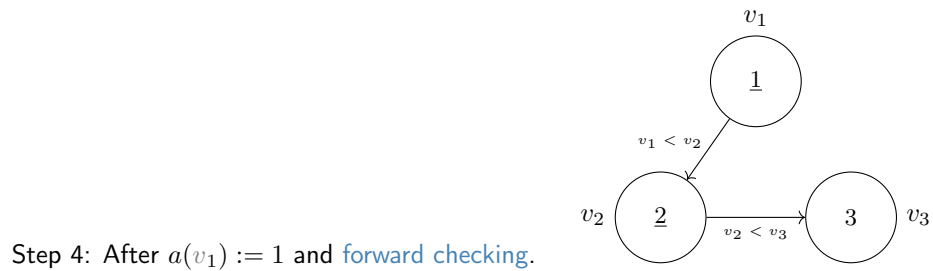 v₁
1
v₁ < v₂
v₂ 2 3 v₃
v₂ < v₃
Step 4: After a(v₁) := 1 and forward checking.